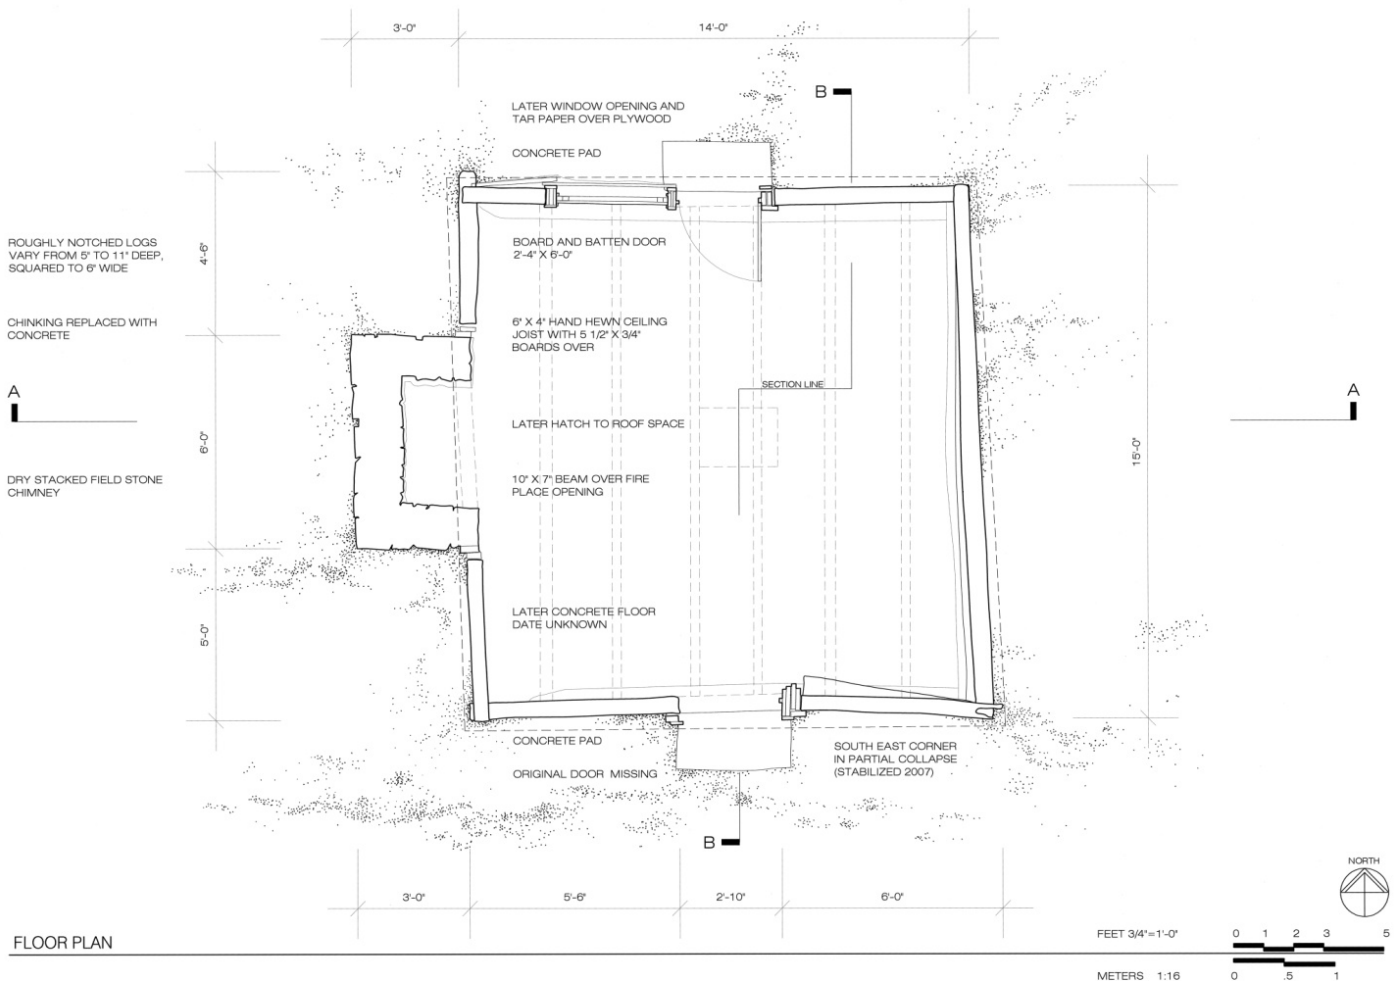 3'-0"
14'-0"
B
LATER WINDOW OPENING AND
TAR PAPER OVER PLYWOOD
CONCRETE PAD
ROUGHLY NOTCHED LOGS
VARY FROM 5" TO 11" DEEP,
SQUARED TO 6" WIDE
4'-6"
BOARD AND BATTEN DOOR
2'-4" X 6'-0"
CHINKING REPLACED WITH
CONCRETE
6" X 4" HAND HEWN CEILING
JOIST WITH 5 1/2" X 3/4"
BOARDS OVER
SECTION LINE
A
A
LATER HATCH TO ROOF SPACE
6'-0"
15'-0"
DRY STACKED FIELD STONE
CHIMNEY
10" X 7" BEAM OVER FIRE
PLACE OPENING
LATER CONCRETE FLOOR
DATE UNKNOWN
5'-0"
CONCRETE PAD
ORIGINAL DOOR MISSING
SOUTH EAST CORNER
IN PARTIAL COLLAPSE
(STABILIZED 2007)
B
NORTH
3'-0"
5'-6"
2'-10"
6'-0"
FLOOR PLAN
FEET 3/4"=1'-0"
0 1 2 3 5
METERS 1:16
0 .5 1